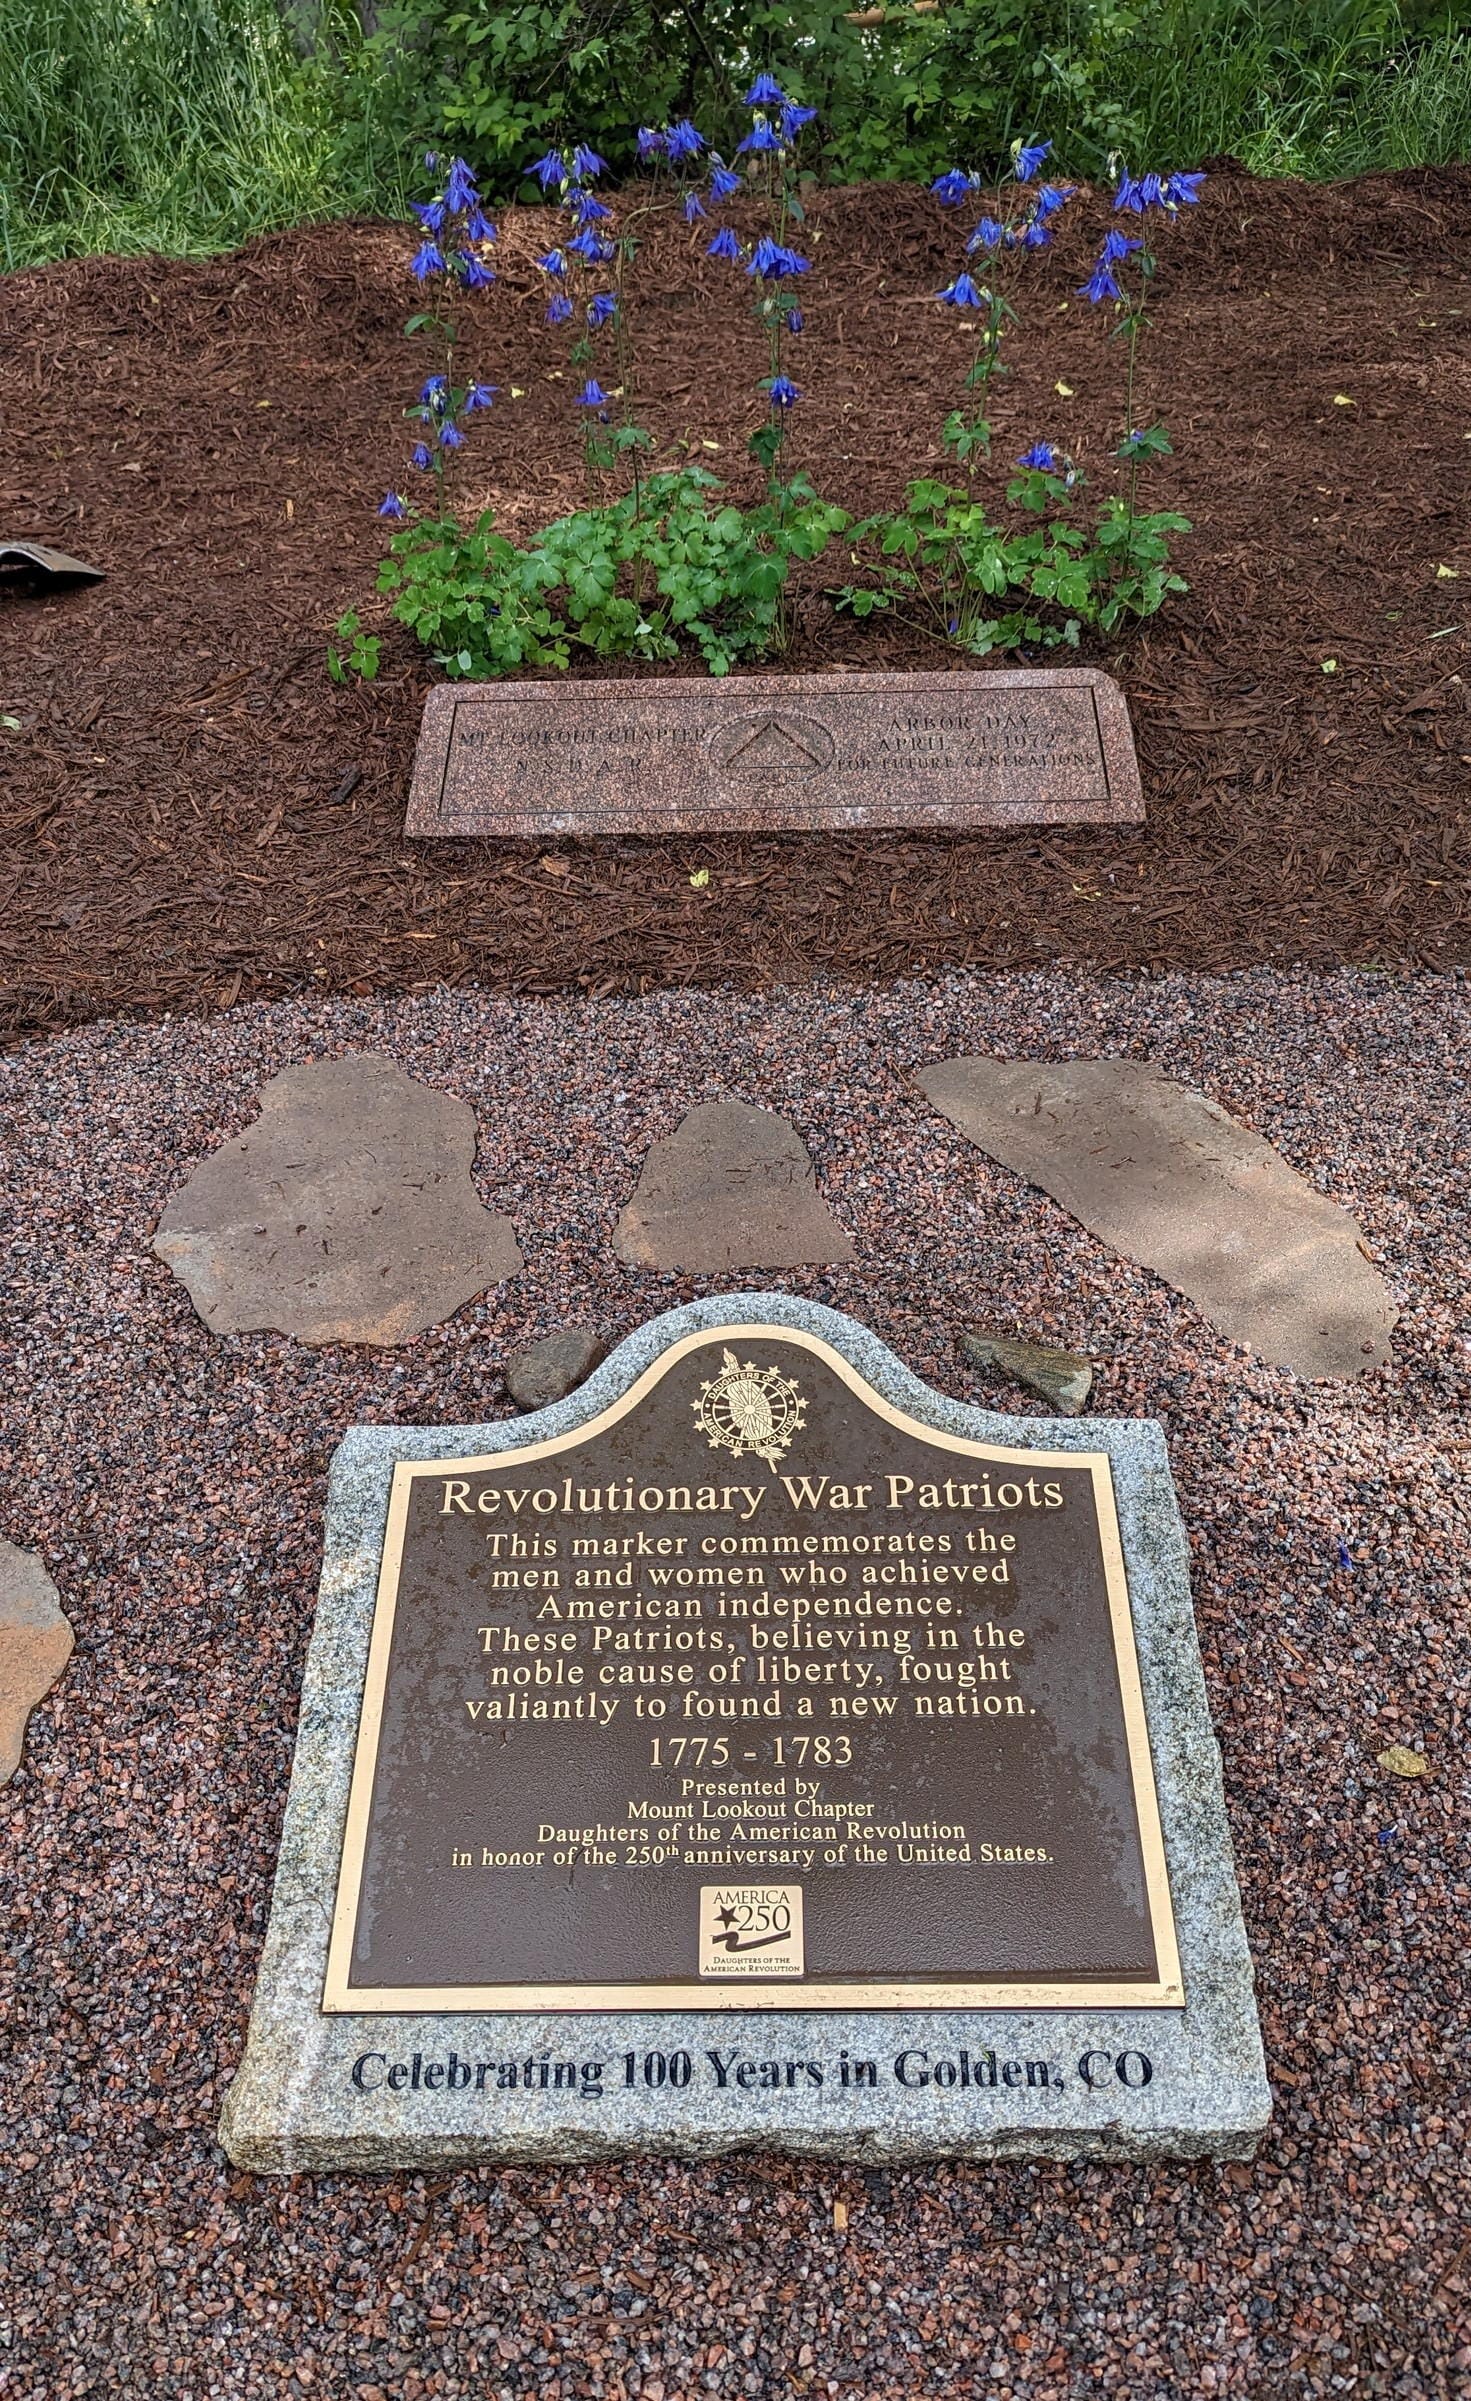 MT. LOOKOUT CHAPTER
N. S. D. A. R.
ARBOR DAY
APRIL 21, 1972
FOR FUTURE GENERATIONS
DAUGHTERS OF THE
AMERICAN REVOLUTION
Revolutionary War Patriots
This marker commemorates the
men and women who achieved
American independence.
These Patriots, believing in the
noble cause of liberty, fought
valiantly to found a new nation.
1775 - 1783
Presented by
Mount Lookout Chapter
Daughters of the American Revolution
in honor of the 250th anniversary of the United States.
AMERICA
250
DAUGHTERS OF THE
AMERICAN REVOLUTION
Celebrating 100 Years in Golden, CO